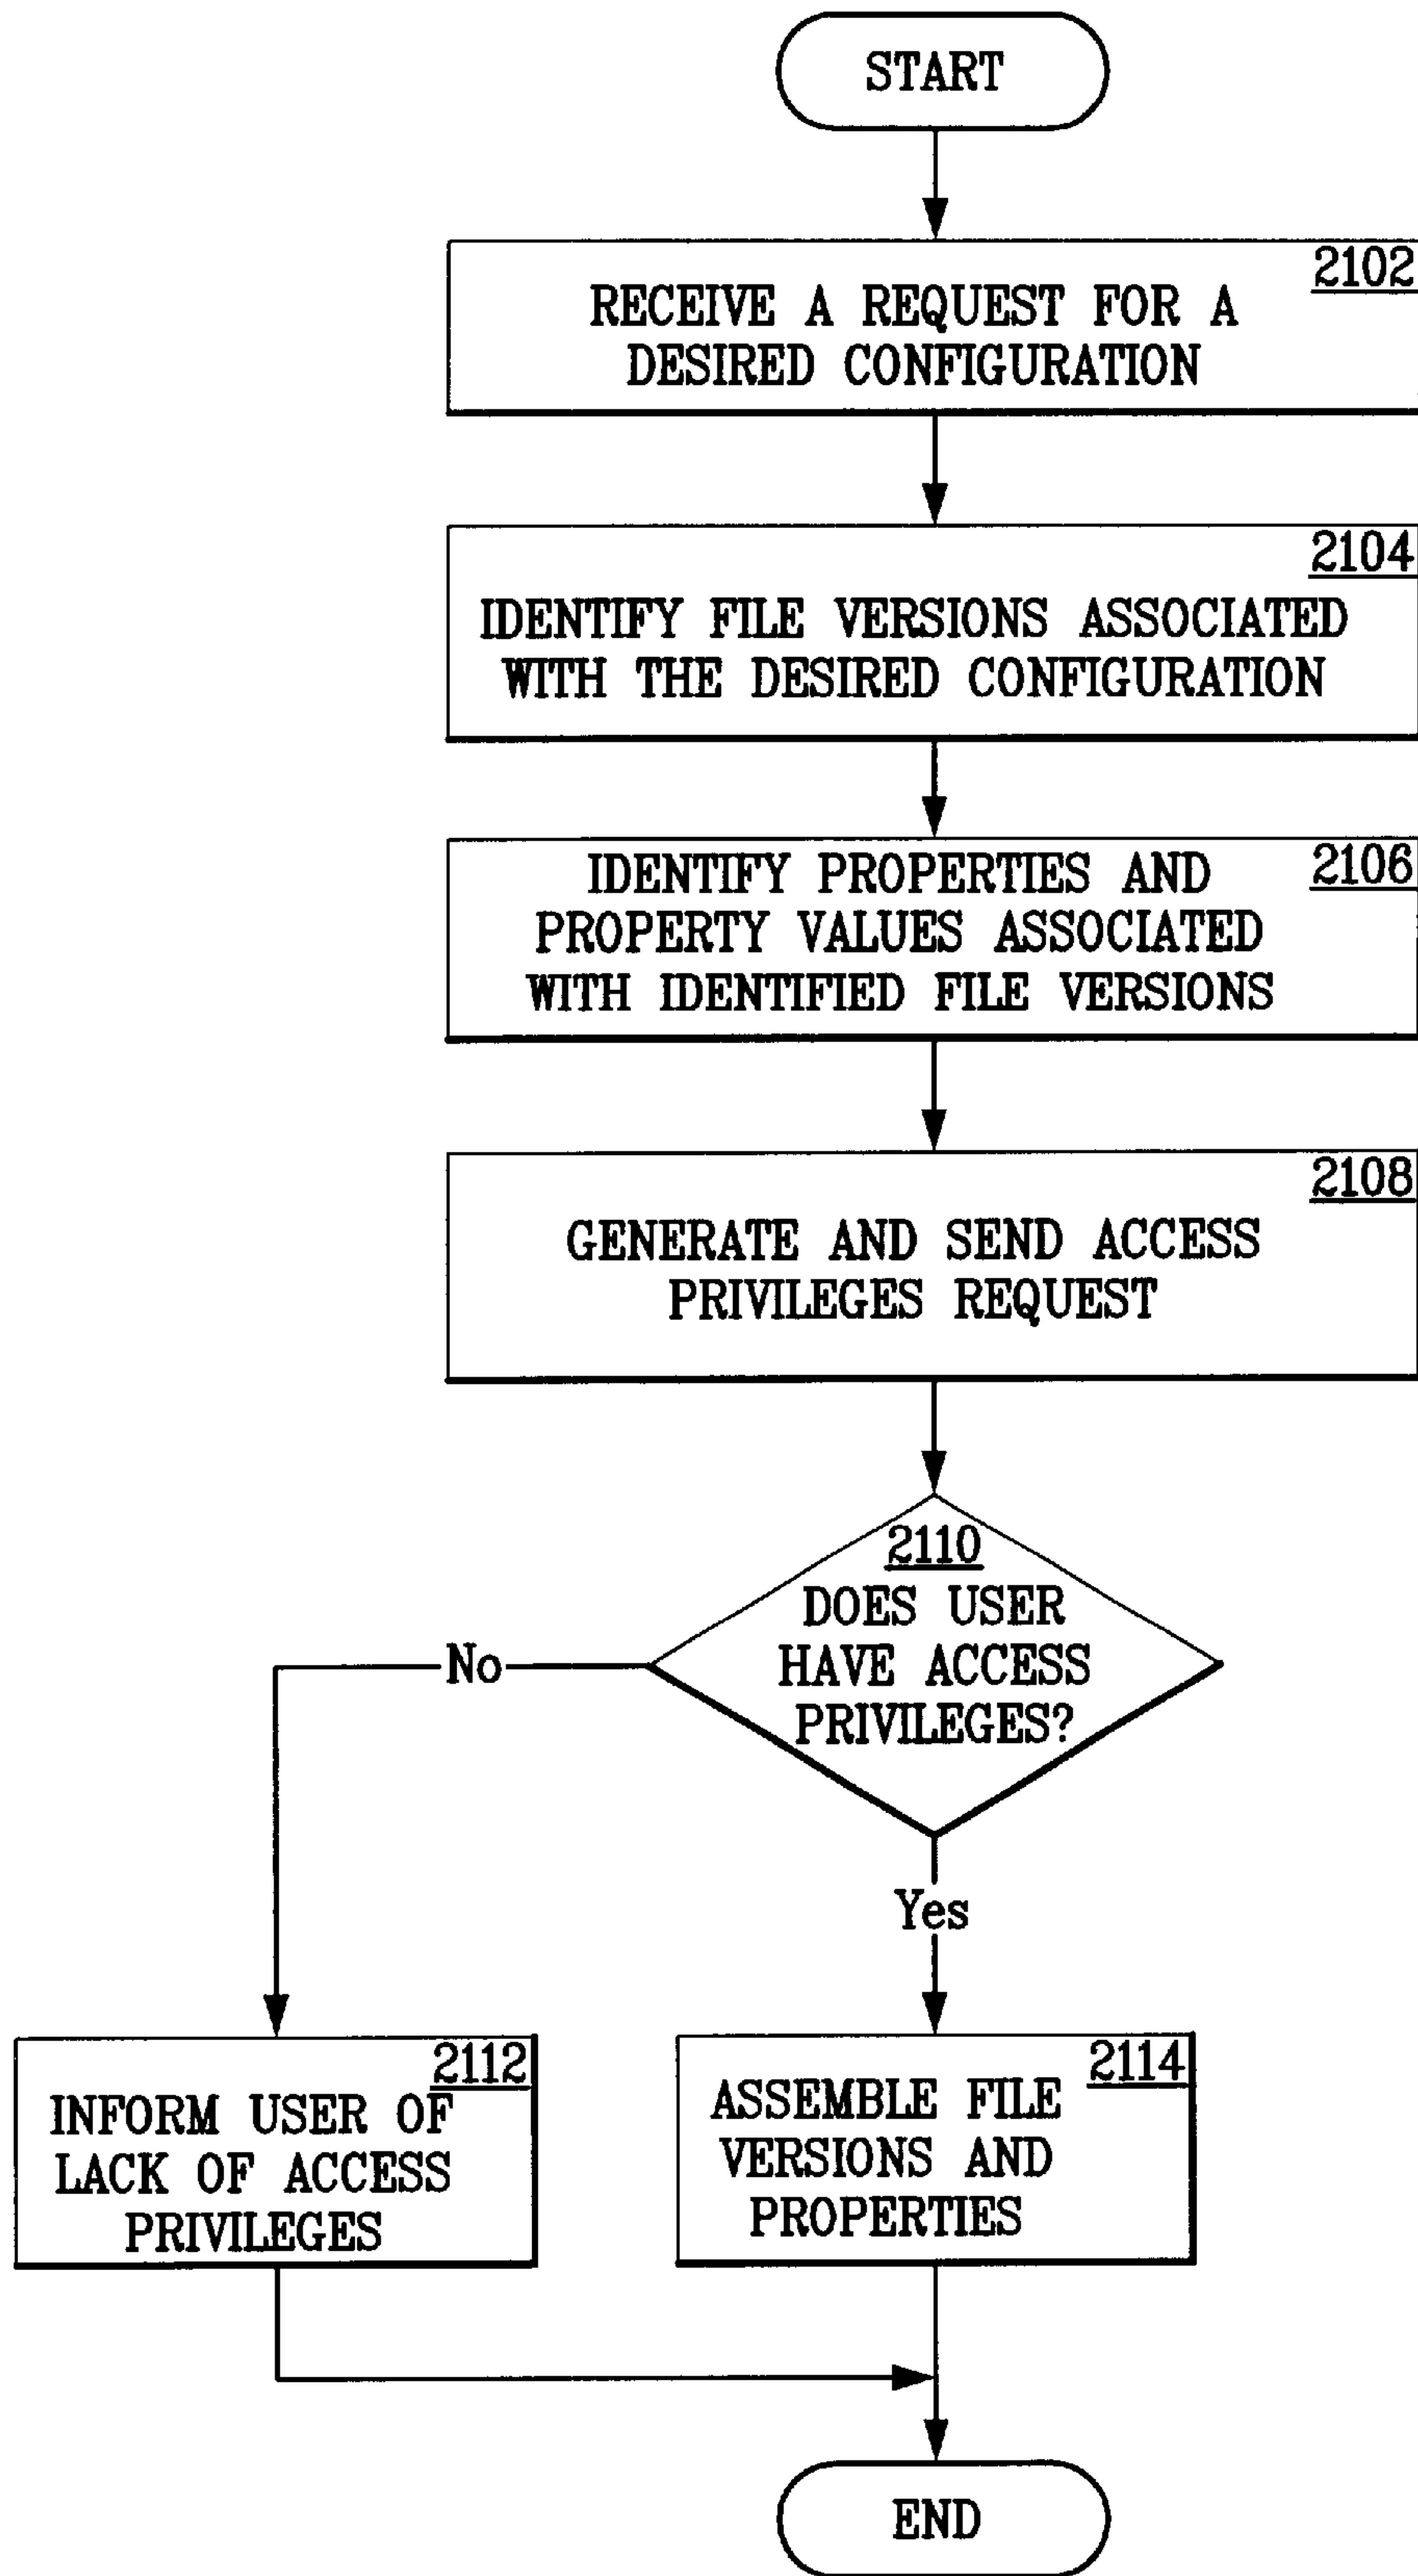 START
2102
RECEIVE A REQUEST FOR A
DESIRED CONFIGURATION
2104
IDENTIFY FILE VERSIONS ASSOCIATED
WITH THE DESIRED CONFIGURATION
2106
IDENTIFY PROPERTIES AND
PROPERTY VALUES ASSOCIATED
WITH IDENTIFIED FILE VERSIONS
2108
GENERATE AND SEND ACCESS
PRIVILEGES REQUEST
2110
DOES USER
HAVE ACCESS
PRIVILEGES?
No
Yes
2112
INFORM USER OF
LACK OF ACCESS
PRIVILEGES
2114
ASSEMBLE FILE
VERSIONS AND
PROPERTIES
END